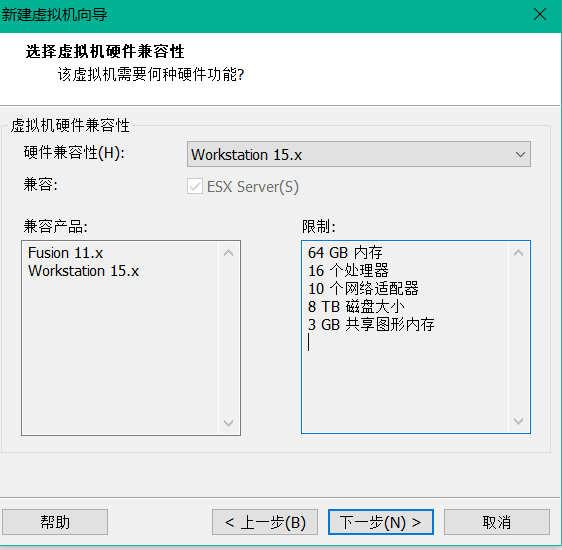 新建虚拟机向导
选择虚拟机硬件兼容性
该虚拟机需要何种硬件功能?
虚拟机硬件兼容性
硬件兼容性(H):
Workstation 15.x
兼容:
ESX Server(S)
兼容产品:
限制:
Fusion 11.x
Workstation 15.x
64 GB 内存
16 个处理器
10 个网络适配器
8 TB 磁盘大小
3 GB 共享图形内存
帮助
< 上一步(B)
下一步(N) >
取消